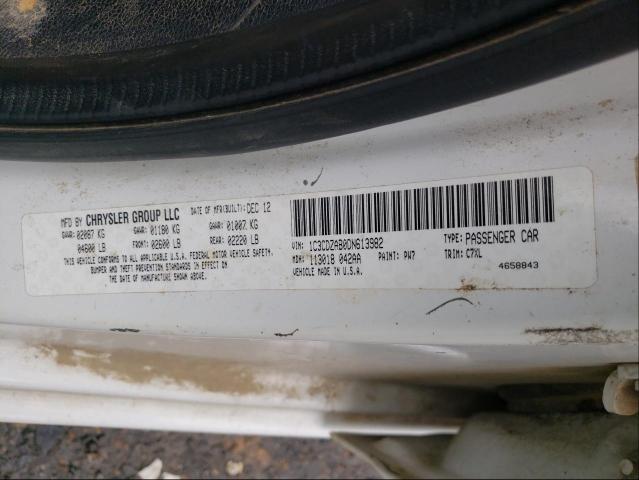 MFD BY CHRYSLER GROUP LLC DATE OF MFR(BUILT): DEC 12
GVWR: 02087 KG GAWR: 01180 KG GAWR: 01007 KG
04600 LB FRONT: 02600 LB REAR: 02220 LB
THIS VEHICLE CONFORMS TO ALL APPLICABLE U.S.A. FEDERAL MOTOR VEHICLE SAFETY,
BUMPER AND THEFT PREVENTION STANDARDS IN EFFECT ON
THE DATE OF MANUFACTURE SHOWN ABOVE.
VIN: 1C3CDZAB0DN613982 TYPE: PASSENGER CAR
MDH: 113018 042AA PAINT: PW7 TRIM: C7XL
MADE IN U.S.A. 4658843